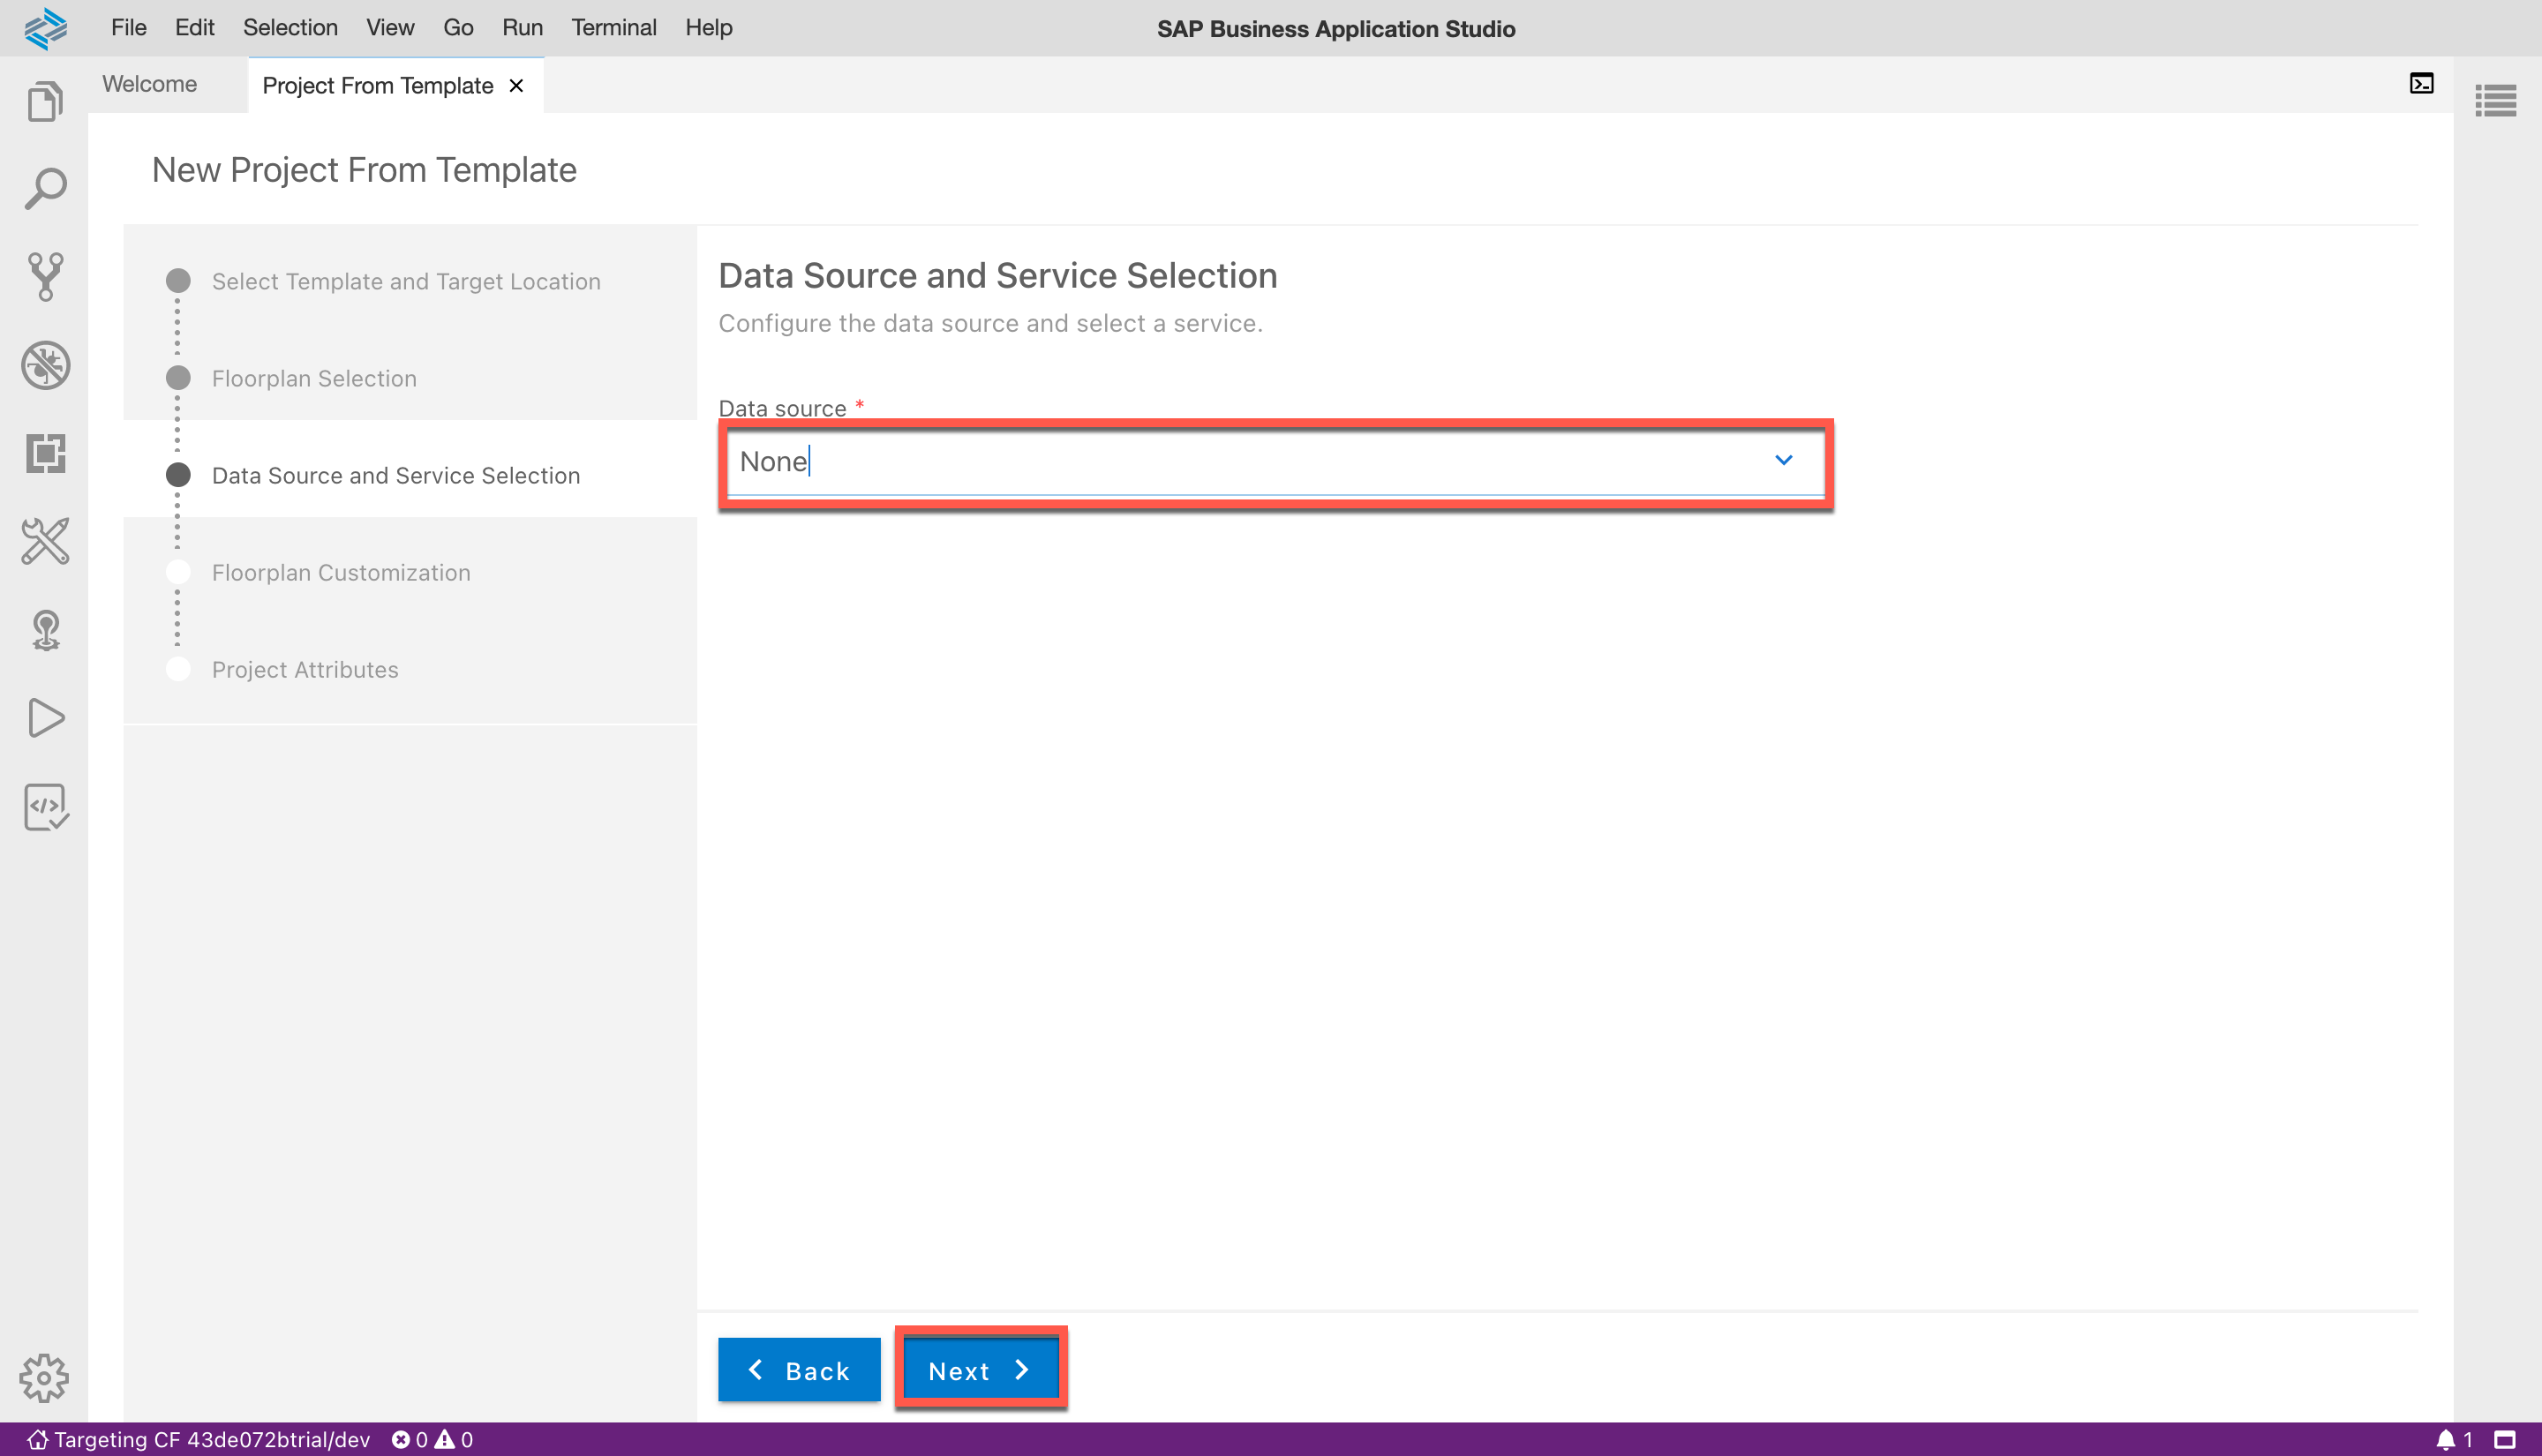 File Edit Selection View Go Run Terminal Help
SAP Business Application Studio
Welcome
Project From Template
New Project From Template
Select Template and Target Location
Floorplan Selection
Data Source and Service Selection
Floorplan Customization
Project Attributes
Data Source and Service Selection
Configure the data source and select a service.
Data source *
None
Back
Next
Targeting CF 43de072btrial/dev 0 0 1